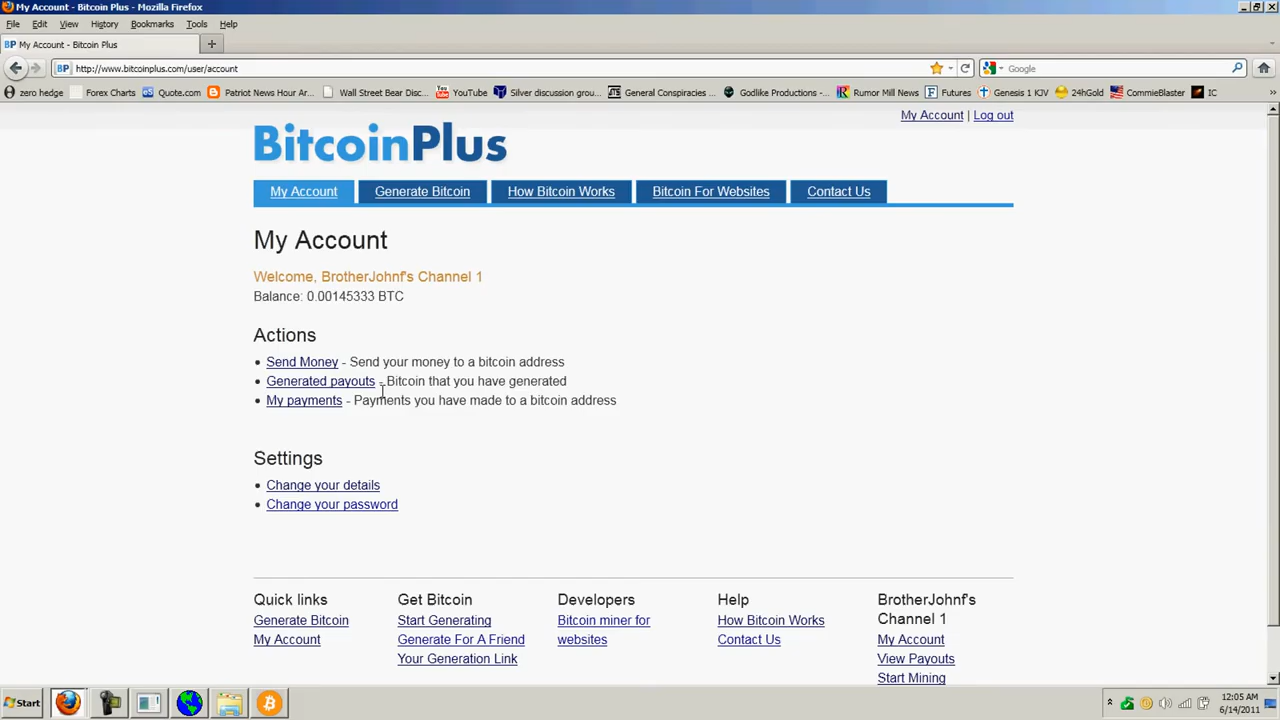 My Account - Bitcoin Plus - Mozilla Firefox
File Edit View History Bookmarks Tools Help
BP My Account - Bitcoin Plus
BP http://www.bitcoinplus.com/user/account Google
zero hedge Forex Charts Quote.com Patriot News Hour Ar... Wall Street Bear Disc... YouTube Silver discussion grou... General Conspiracies ... Godlike Productions - ... Rumor Mill News Futures Genesis 1 KJV 24hGold CommieBlaster IC
My Account | Log out
BitcoinPlus
My Account Generate Bitcoin How Bitcoin Works Bitcoin For Websites Contact Us
My Account
Welcome, BrotherJohnf's Channel 1
Balance: 0.00145333 BTC
Actions
• Send Money - Send your money to a bitcoin address
• Generated payouts - Bitcoin that you have generated
• My payments - Payments you have made to a bitcoin address
Settings
• Change your details
• Change your password
Quick links
Generate Bitcoin
My Account
Get Bitcoin
Start Generating
Generate For A Friend
Your Generation Link
Developers
Bitcoin miner for
websites
Help
How Bitcoin Works
Contact Us
BrotherJohnf's
Channel 1
My Account
View Payouts
Start Mining
Start
12:05 AM
6/14/2011